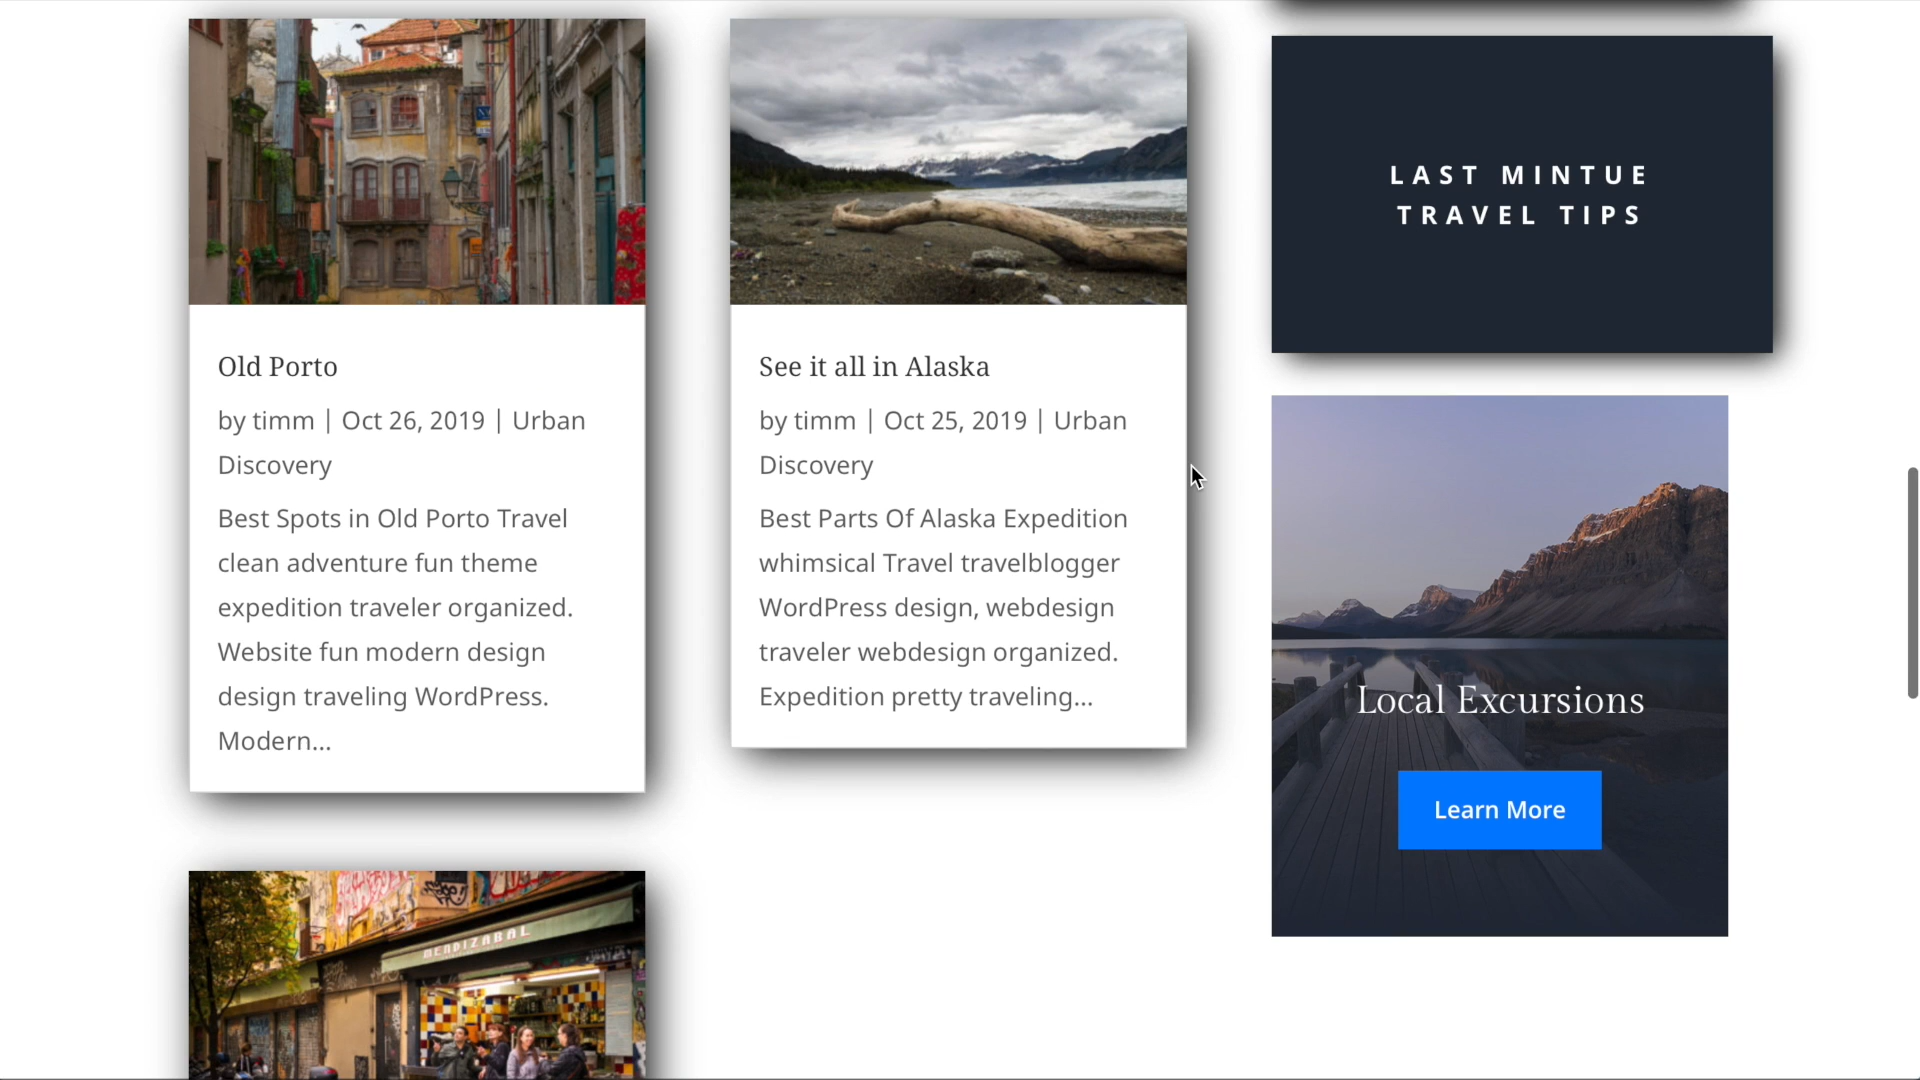 Old Porto
by timm | Oct 26, 2019 | Urban
Discovery
Best Spots in Old Porto Travel
clean adventure fun theme
expedition traveler organized.
Website fun modern design
design traveling WordPress.
Modern...
See it all in Alaska
by timm | Oct 25, 2019 | Urban
Discovery
Best Parts Of Alaska Expedition
whimsical Travel travelblogger
WordPress design, webdesign
traveler webdesign organized.
Expedition pretty traveling...
LAST MINTUE
TRAVEL TIPS
Local Excursions
Learn More
MENDIZABAL